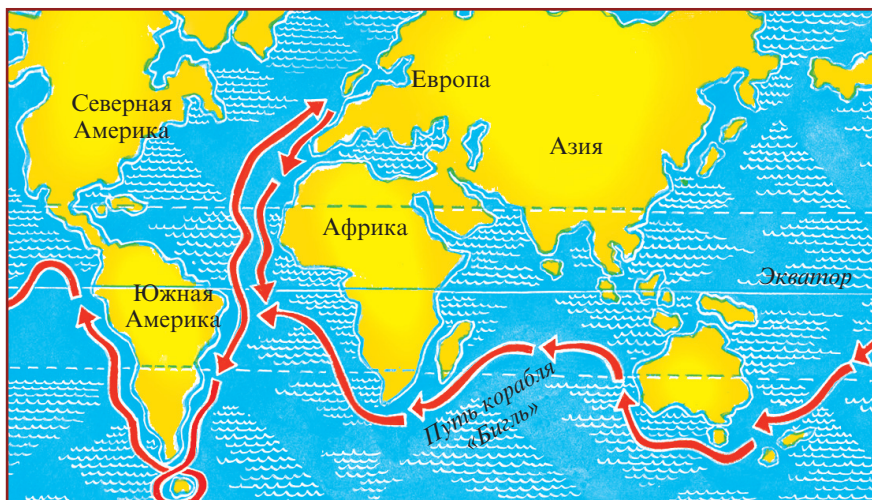 Северная
Америка
Европа
Азия
Африка
Южная
Америка
Экватор
Путь корабля
«Бигль»